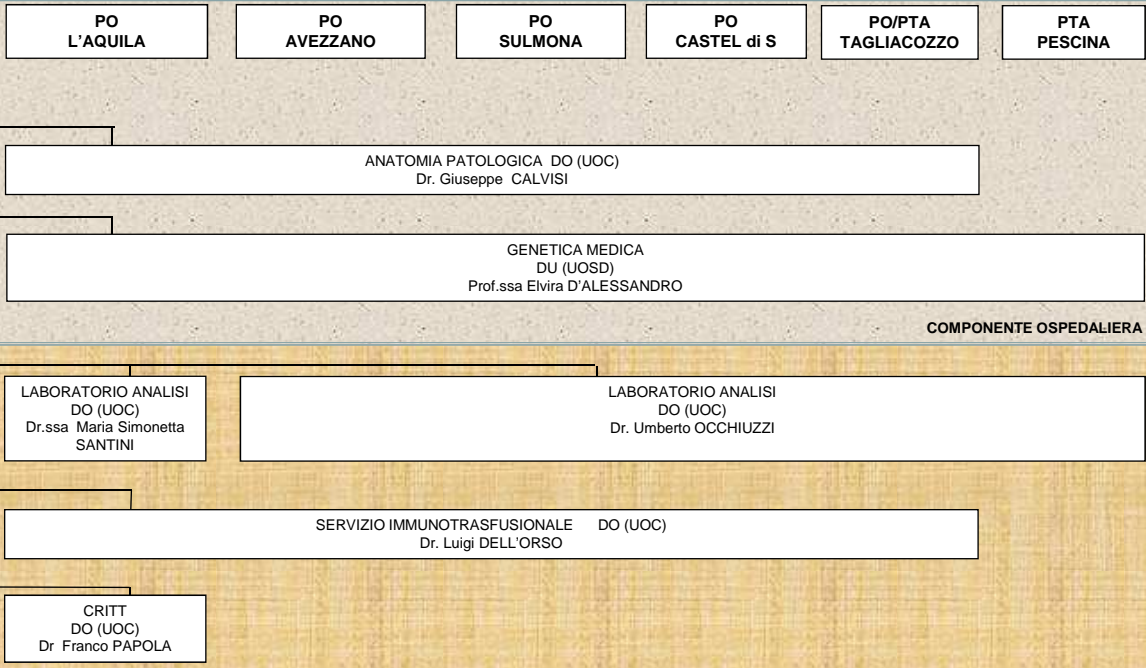 PO
L'AQUILA
PO
AVEZZANO
PO
SULMONA
PO
CASTEL di S
PO/PTA
TAGLIACOZZO
PTA
PESCINA
ANATOMIA PATOLOGICA DO (UOC)
Dr. Giuseppe CALVISI
GENETICA MEDICA
DU (UOSD)
Prof.ssa Elvira D'ALESSANDRO
COMPONENTE OSPEDALIERA
LABORATORIO ANALISI
DO (UOC)
Dr.ssa Maria Simonetta
SANTINI
LABORATORIO ANALISI
DO (UOC)
Dr. Umberto OCCHIUZZI
SERVIZIO IMMUNOTRASFUSIONALE DO (UOC)
Dr. Luigi DELL'ORSO
CRITT
DO (UOC)
Dr Franco PAPOLA